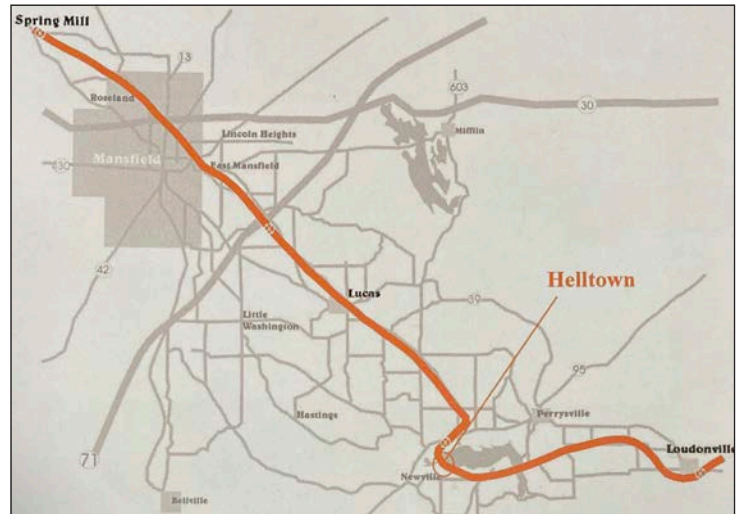 Spring Mill
13
Roseland
603
30
Lincoln Heights
Mifflin
Mansfield
30
East Mansfield
42
Helltown
Lucas
39
Little
Washington
95
Hastings
Perrysville
Loudonville
Newville
71
Bellville